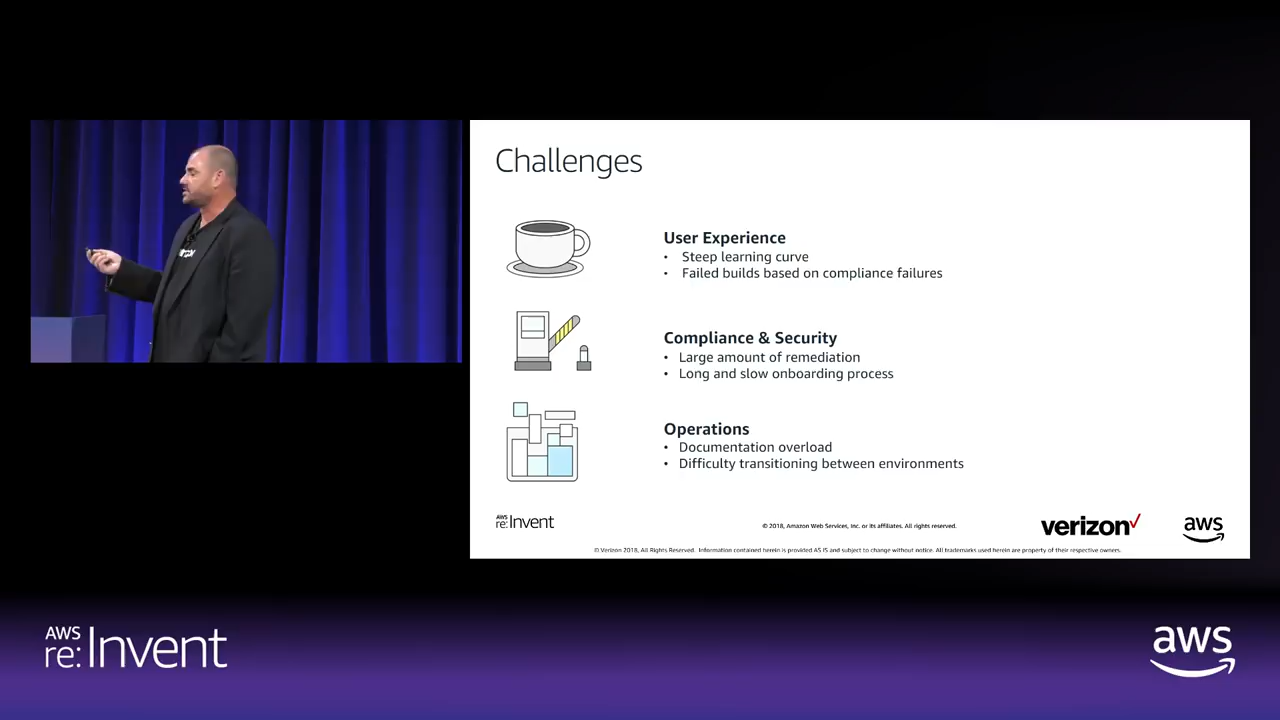 Challenges
User Experience
• Steep learning curve
• Failed builds based on compliance failures
Compliance & Security
• Large amount of remediation
• Long and slow onboarding process
Operations
• Documentation overload
• Difficulty transitioning between environments
AWS
re:Invent
© 2018, Amazon Web Services, Inc. or its affiliates. All rights reserved.
verizon✓
aws
© Verizon 2018, All Rights Reserved. Information contained herein is provided AS IS and subject to change without notice. All trademarks used herein are property of their respective owners.
AWS
re:Invent
aws